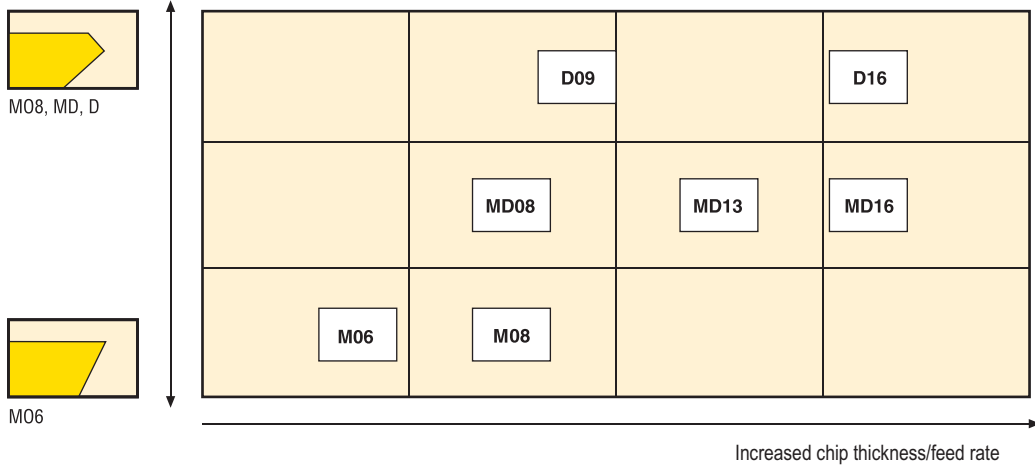 M08, MD, D
D09
D16
MD08
MD13
MD16
M06
M08
M06
Increased chip thickness/feed rate